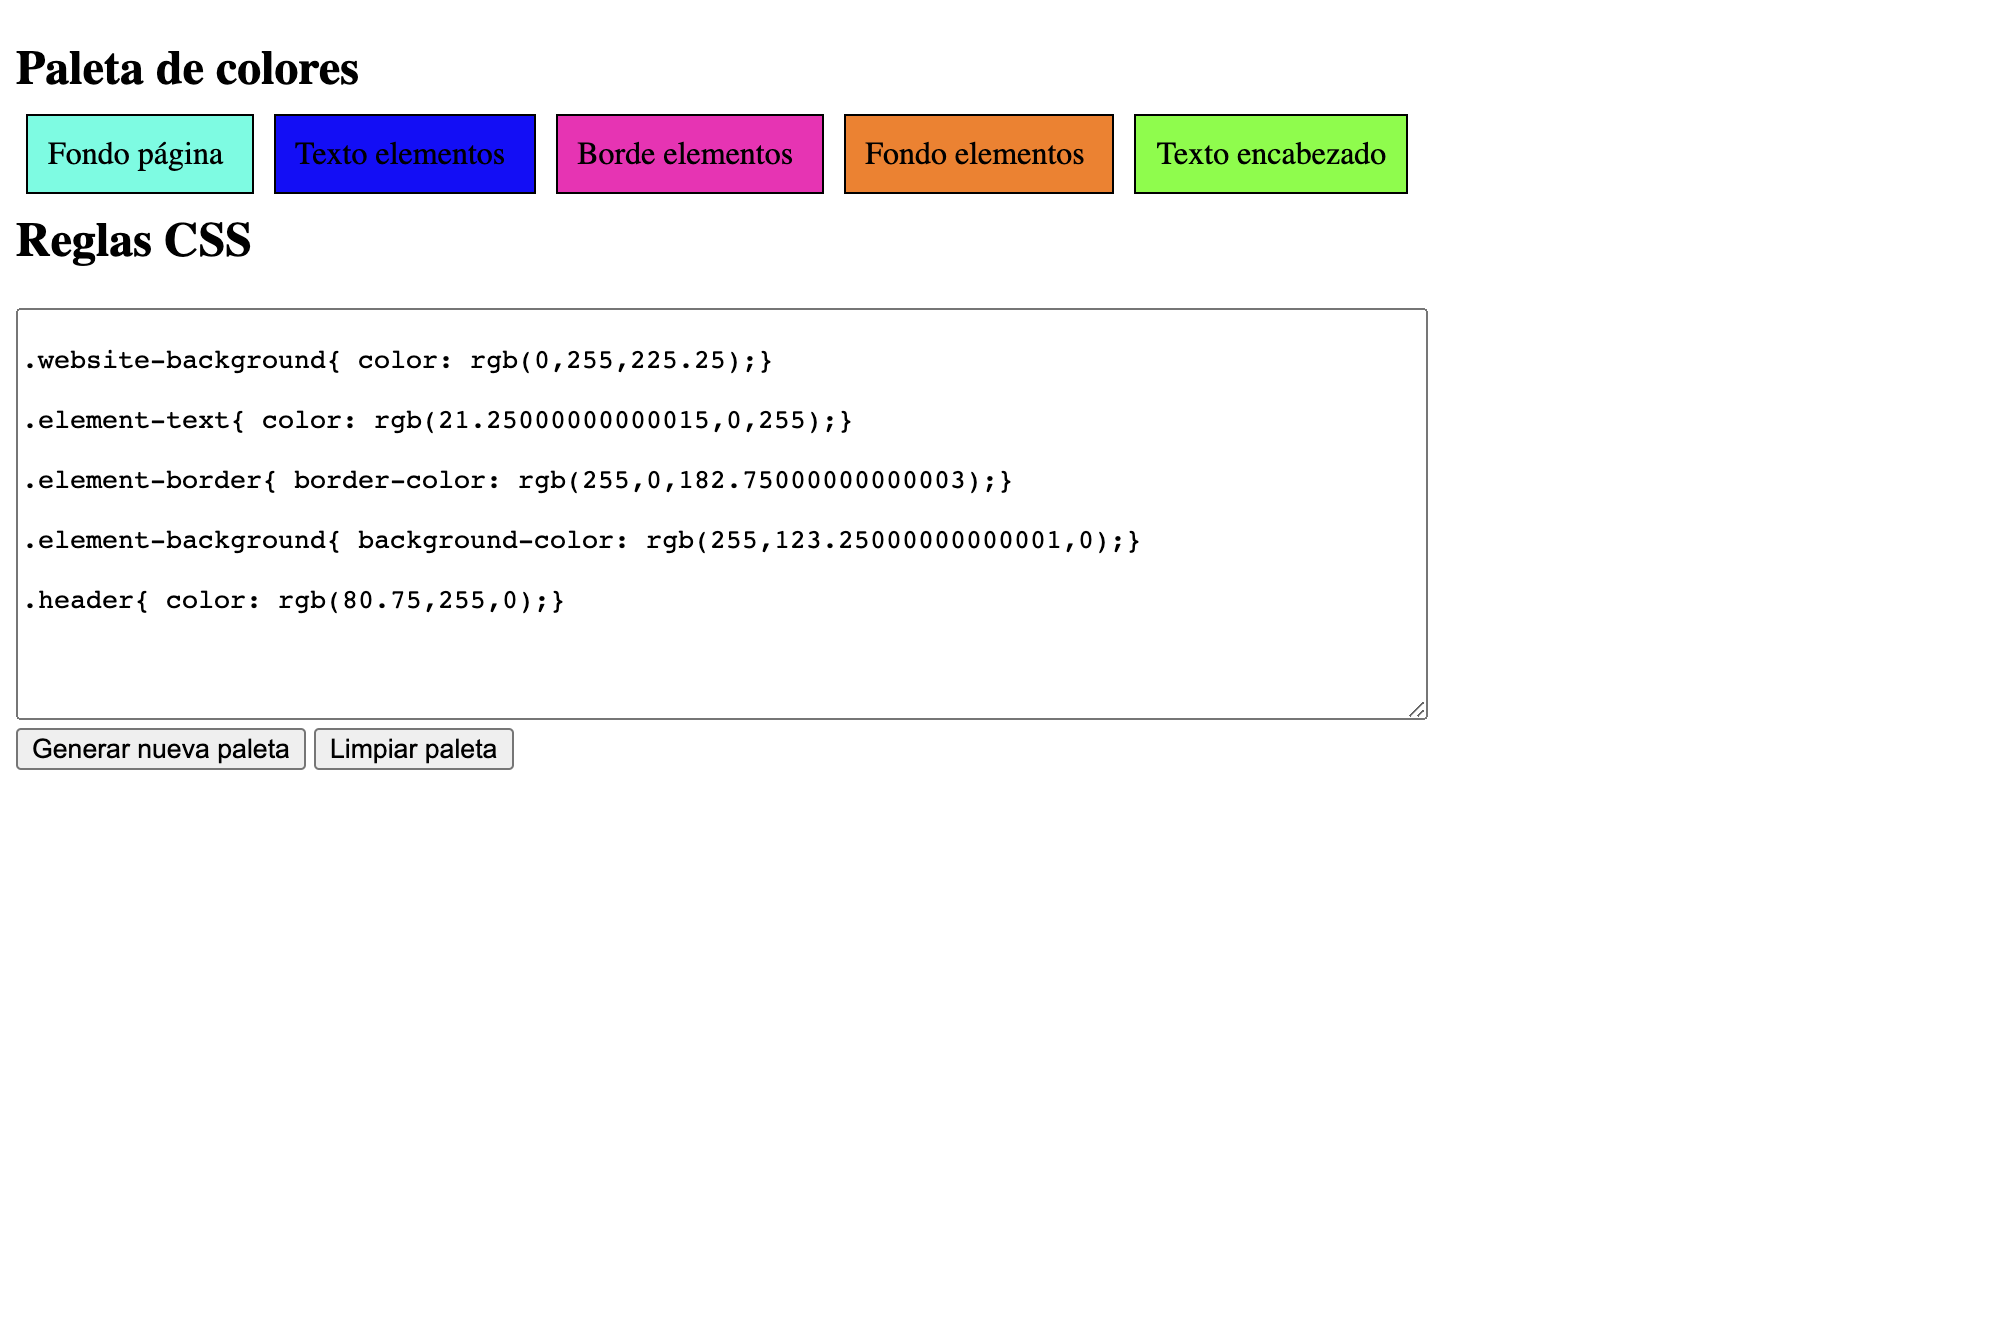 Paleta de colores
Fondo página Texto elementos Borde elementos Fondo elementos Texto encabezado
Reglas CSS
.website-background{ color: rgb(0,255,225.25);}
.element-text{ color: rgb(21.25000000000015,0,255);}
.element-border{ border-color: rgb(255,0,182.75000000000003);}
.element-background{ background-color: rgb(255,123.25000000000001,0);}
.header{ color: rgb(80.75,255,0);}
Generar nueva paleta Limpiar paleta